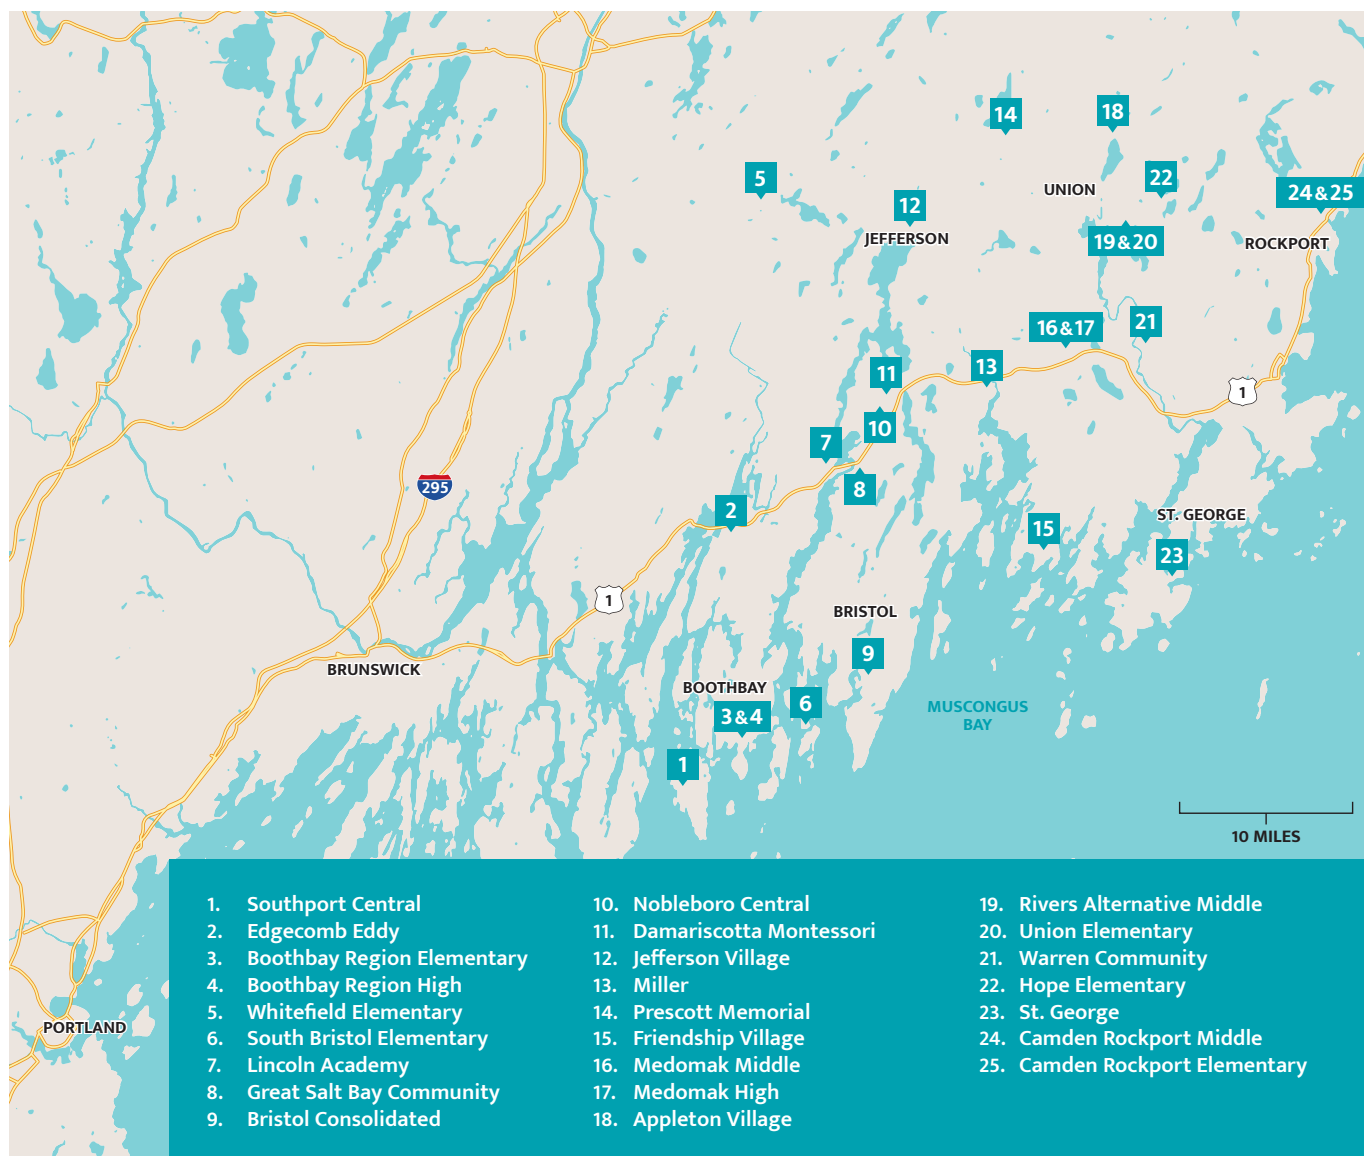 14
18
5
22
UNION
24 & 25
12
JEFFERSON
19 & 20
ROCKPORT
16 & 17
21
11
13
1
10
7
295
8
2
ST. GEORGE
15
23
1
BRISTOL
9
BRUNSWICK
BOOTHBAY
3 & 4
6
MUSCONGUS
BAY
1
10 MILES
PORTLAND
1. Southport Central
2. Edgecomb Eddy
3. Boothbay Region Elementary
4. Boothbay Region High
5. Whitefield Elementary
6. South Bristol Elementary
7. Lincoln Academy
8. Great Salt Bay Community
9. Bristol Consolidated
10. Nobleboro Central
11. Damariscotta Montessori
12. Jefferson Village
13. Miller
14. Prescott Memorial
15. Friendship Village
16. Medomak Middle
17. Medomak High
18. Appleton Village
19. Rivers Alternative Middle
20. Union Elementary
21. Warren Community
22. Hope Elementary
23. St. George
24. Camden Rockport Middle
25. Camden Rockport Elementary